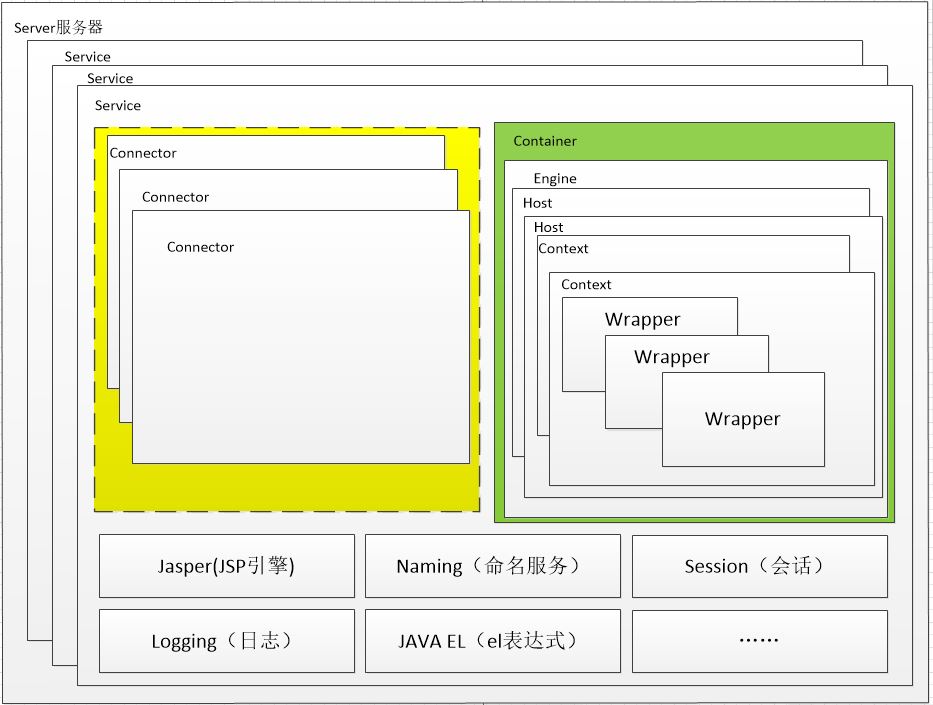 Server服务器
Service
Service
Service
Connector
Connector
Connector
Container
Engine
Host
Host
Context
Context
Wrapper
Wrapper
Wrapper
Jasper(JSP引擎)
Naming（命名服务）
Session（会话）
Logging（日志）
JAVA EL（el表达式）
……